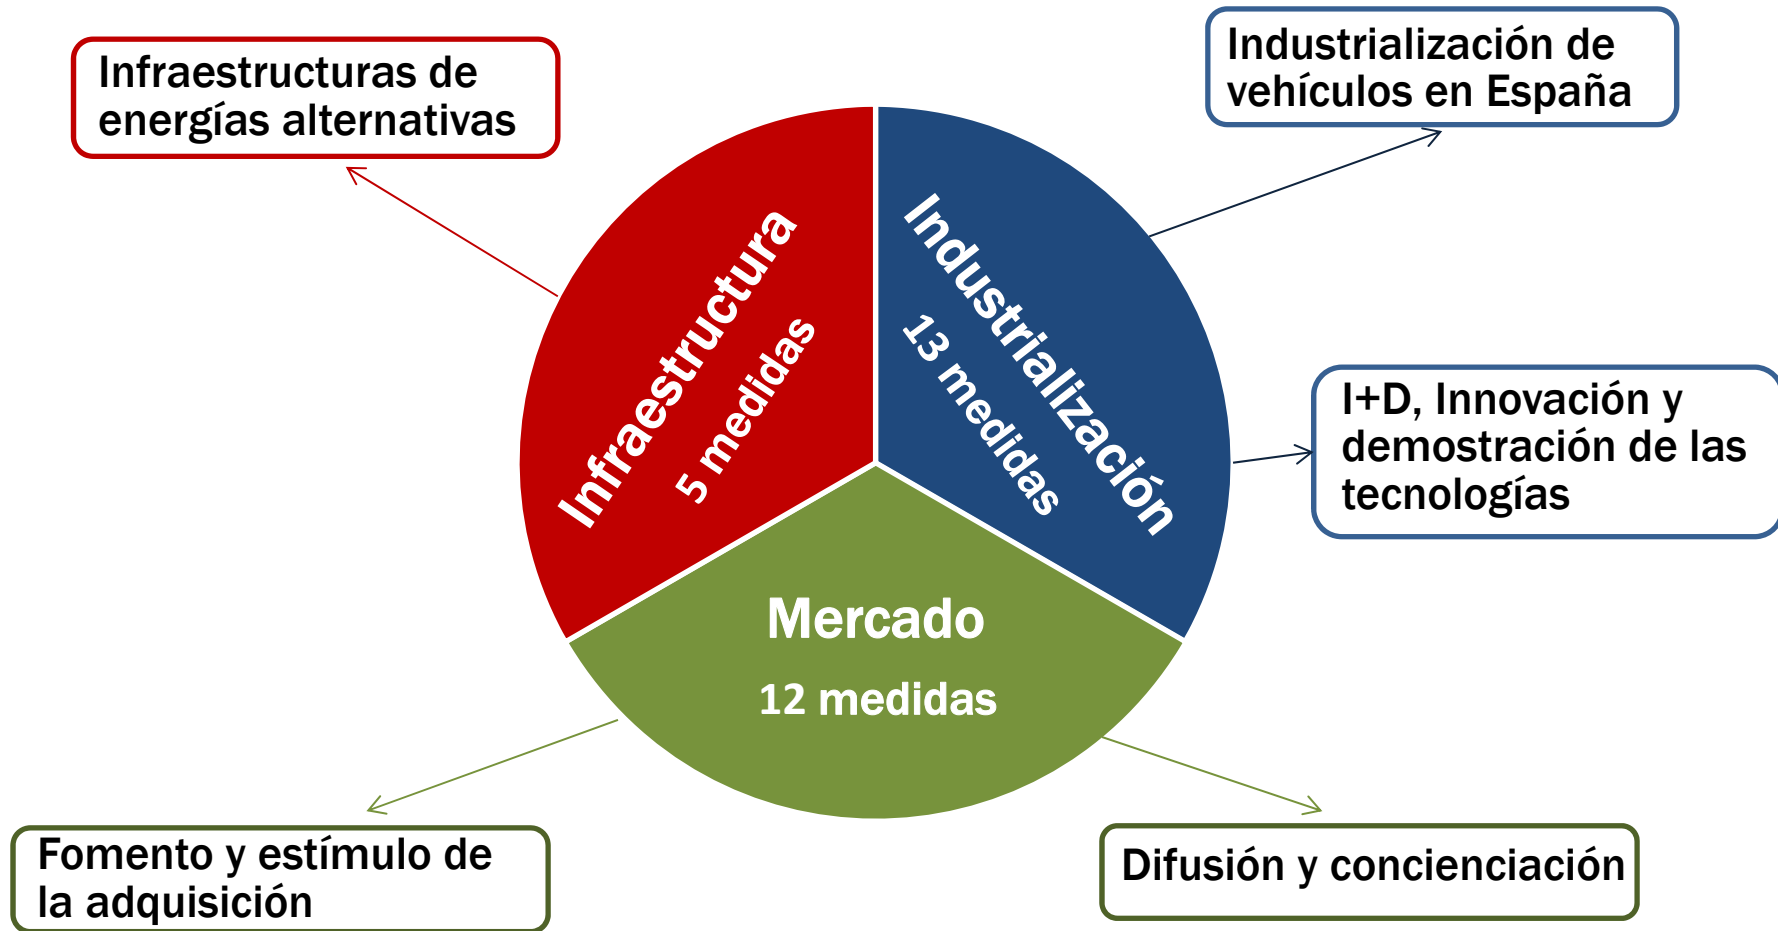 Infraestructuras de
energías alternativas
Industrialización de
vehículos en España
Infraestructura
5 medidas
Industrialización
13 medidas
I+D, Innovación y
demostración de las
tecnologías
Mercado
12 medidas
Fomento y estímulo de
la adquisición
Difusión y concienciación